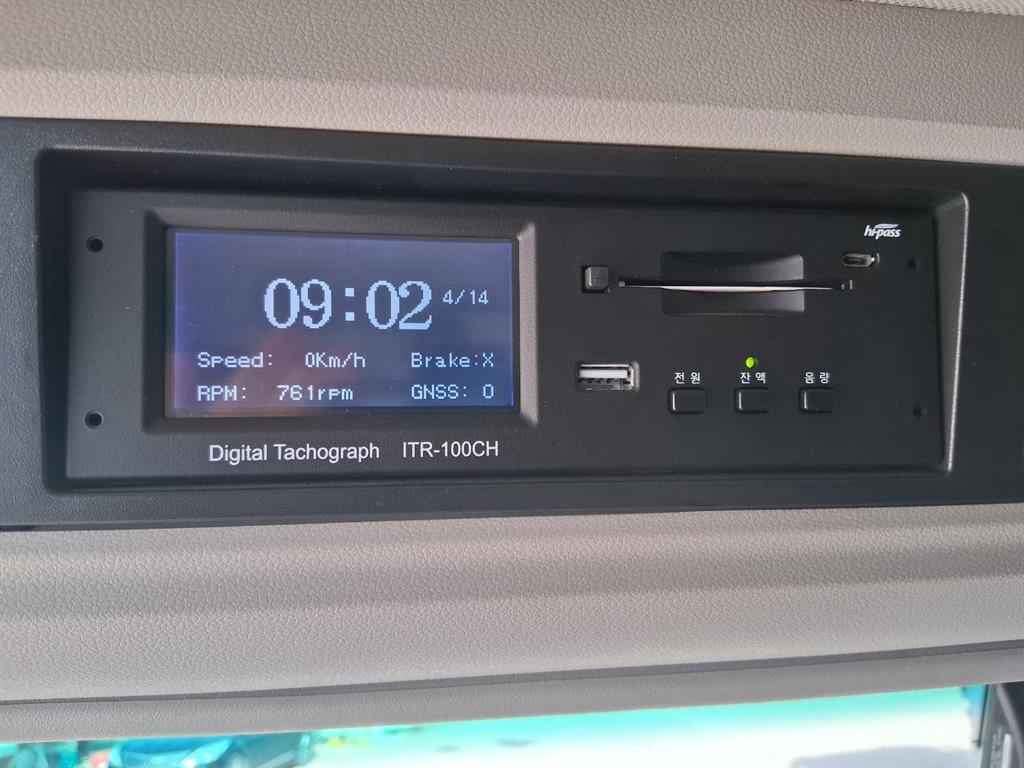 09:02 4/14
Speed: 0Km/h Brake:X
RPM: 761rpm GNSS: O
Digital Tachograph ITR-100CH
hi-pass
전원 잔액 음량